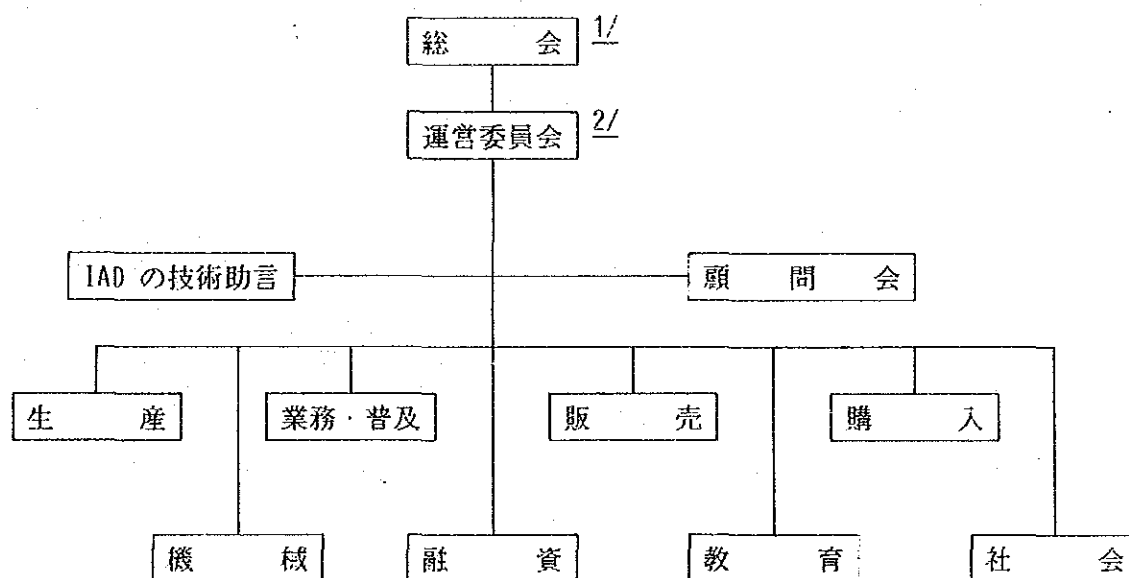 総会 1/
運営委員会 2/
IAD の技術助言
顧問会
生産
業務・普及
販売
購入
機械
融資
教育
社会